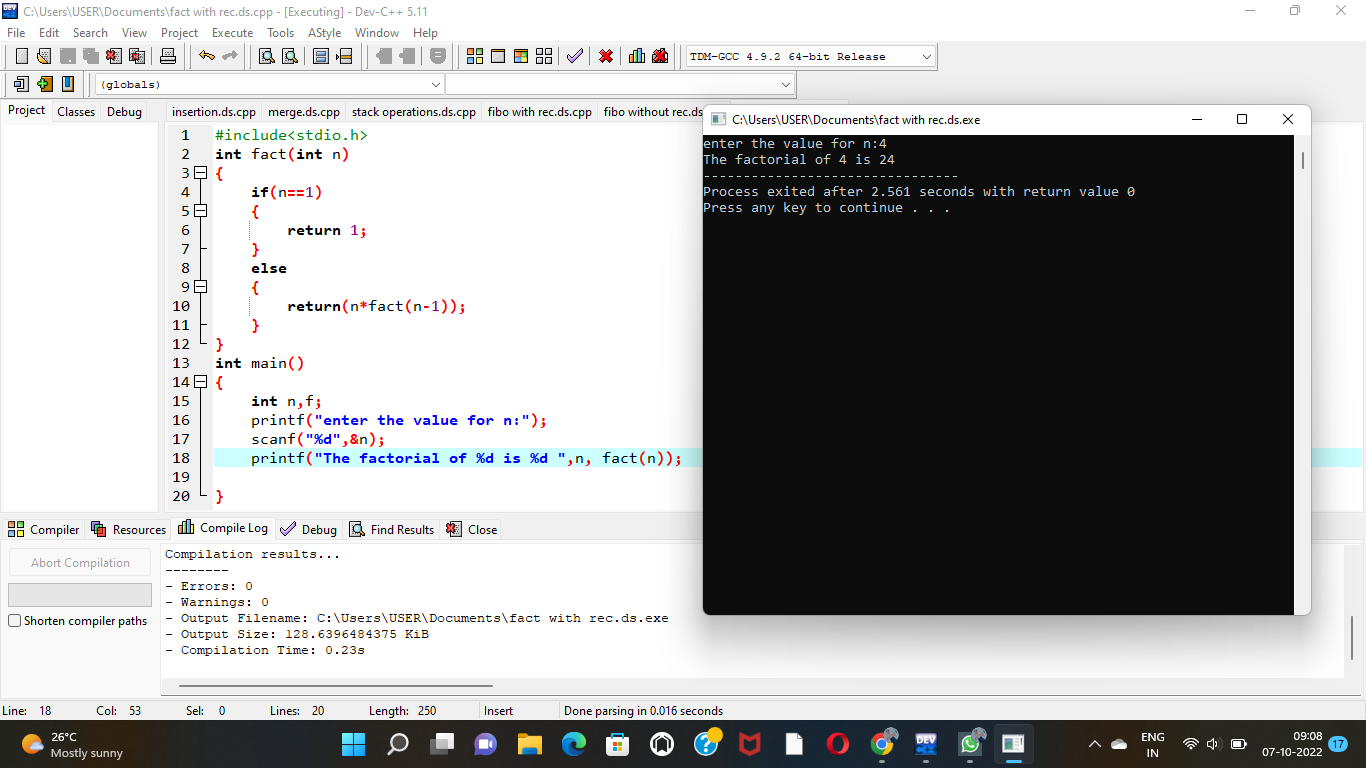 C:\Users\USER\Documents\fact with rec.ds.cpp - [Executing] - Dev-C++ 5.11
File Edit Search View Project Execute Tools AStyle Window Help
TDM-GCC 4.9.2 64-bit Release
(globals)
Project Classes Debug
insertion.ds.cpp merge.ds.cpp stack operations.ds.cpp fibo with rec.ds.cpp fibo without rec.ds
1 #include<stdio.h>
2 int fact(int n)
3 {
4 if(n==1)
5 {
6 return 1;
7 }
8 else
9 {
10 return(n*fact(n-1));
11 }
12 }
13 int main()
14 {
15 int n,f;
16 printf("enter the value for n:");
17 scanf("%d",&n);
18 printf("The factorial of %d is %d ",n, fact(n));
19
20 }
C:\Users\USER\Documents\fact with rec.ds.exe
enter the value for n:4
The factorial of 4 is 24
--------------------------------
Process exited after 2.561 seconds with return value 0
Press any key to continue . . .
Compiler Resources Compile Log Debug Find Results Close
Abort Compilation
Shorten compiler paths
Compilation results...
--------
- Errors: 0
- Warnings: 0
- Output Filename: C:\Users\USER\Documents\fact with rec.ds.exe
- Output Size: 128.6396484375 KiB
- Compilation Time: 0.23s
Line: 18 Col: 53 Sel: 0 Lines: 20 Length: 250 Insert Done parsing in 0.016 seconds
26°C
Mostly sunny
DEV
ENG
IN
09:08
07-10-2022
17